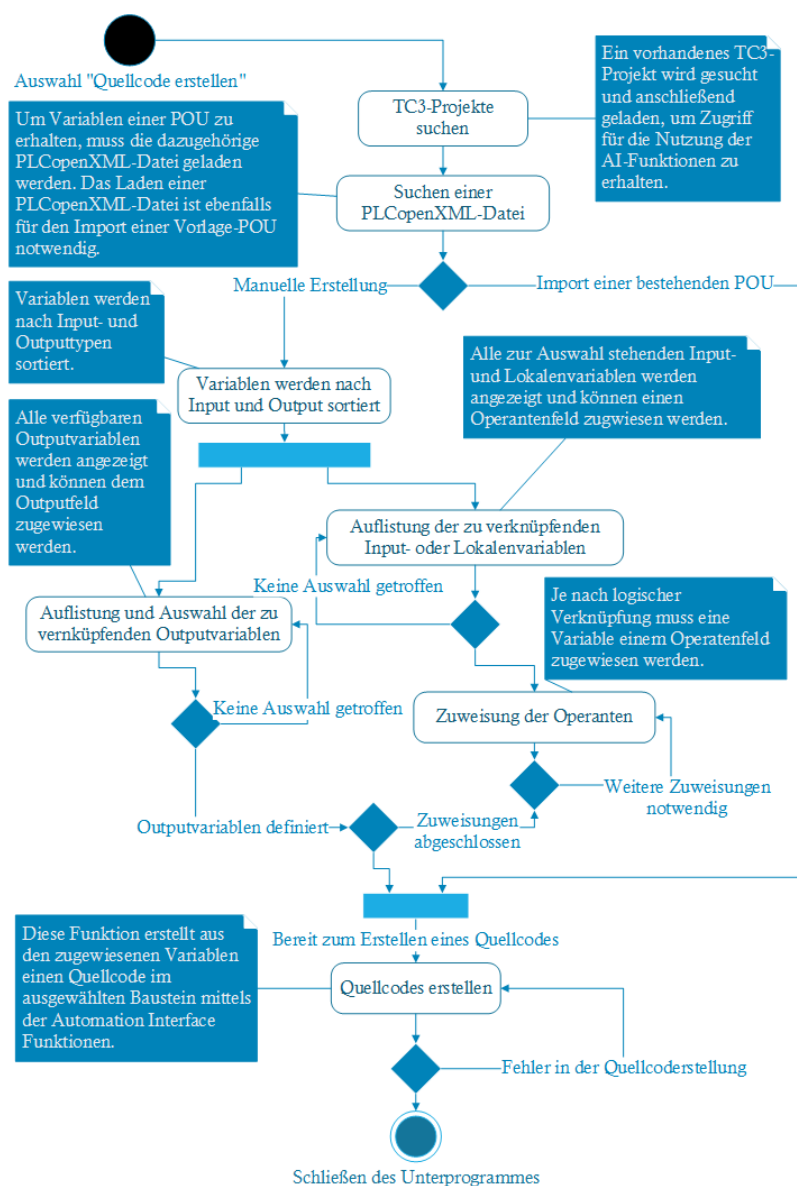 Auswahl "Quellcode erstellen"
Ein vorhandenes TC3-
Projekt wird gesucht
und anschließend
geladen, um Zugriff
für die Nutzung der
AI-Funktionen zu
erhalten.
TC3-Projekte
suchen
Um Variablen einer POU zu
erhalten, muss die dazugehörige
PLCopenXML-Datei geladen
werden. Das Laden einer
PLCopenXML-Datei ist ebenfalls
für den Import einer Vorlage-POU
notwendig.
Suchen einer
PLCopenXML-Datei
Manuelle Erstellung
Import einer bestehenden POU
Variablen werden
nach Input- und
Outputtypen
sortiert.
Variablen werden nach
Input und Output sortiert
Alle zur Auswahl stehenden Input-
und Lokalenvariablen werden
angezeigt und können einen
Operantenfeld zugwiesen werden.
Alle verfügbaren
Outputvariablen
werden angezeigt
und können dem
Outputfeld
zugewiesen
werden.
Auflistung der zu verknüpfenden
Input- oder Lokalenvariablen
Keine Auswahl getroffen
Auflistung und Auswahl der zu
vernküpfenden Outputvariablen
Je nach logischer
Verknüpfung muss eine
Variable einem Operatenfeld
zugewiesen werden.
Keine Auswahl getroffen
Zuweisung der Operanten
Weitere Zuweisungen
notwendig
Outputvariablen definiert
Zuweisungen
abgeschlossen
Diese Funktion erstellt aus
den zugewiesenen Variablen
einen Quellcode im
ausgewählten Baustein mittels
der Automation Interface
Funktionen.
Bereit zum Erstellen eines Quellcodes
Quellcodes erstellen
Fehler in der Quellcoderstellung
Schließen des Unterprogrammes